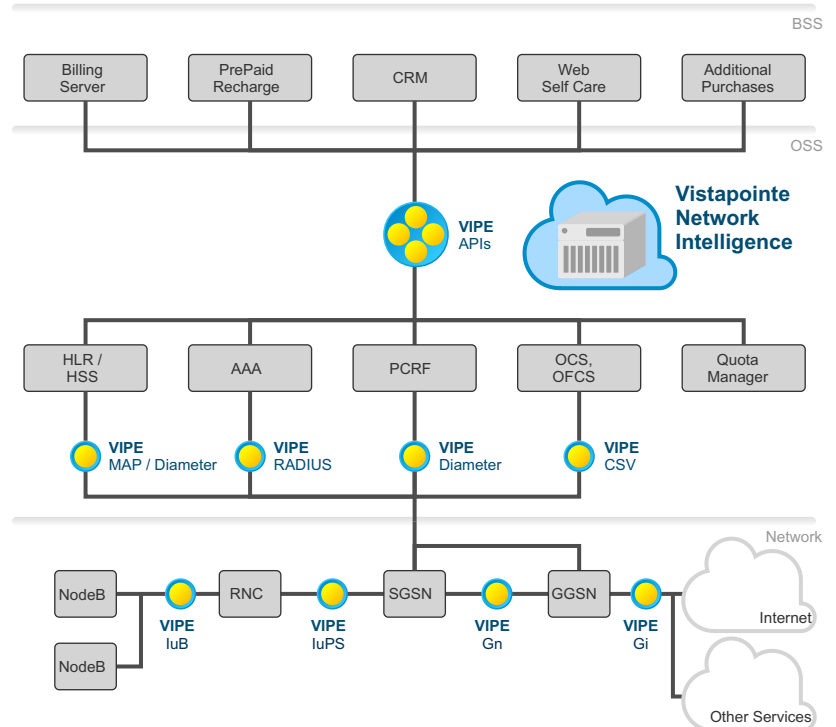 BSS
Billing
Server
PrePaid
Recharge
CRM
Web
Self Care
Additional
Purchases
OSS
VIPE
APIs
Vistapointe
Network
Intelligence
HLR /
HSS
AAA
PCRF
OCS,
OFCS
Quota
Manager
VIPE
MAP / Diameter
VIPE
RADIUS
VIPE
Diameter
VIPE
CSV
Network
NodeB
RNC
SGSN
GGSN
Internet
VIPE
IuB
VIPE
IuPS
VIPE
Gn
VIPE
Gi
NodeB
Other Services